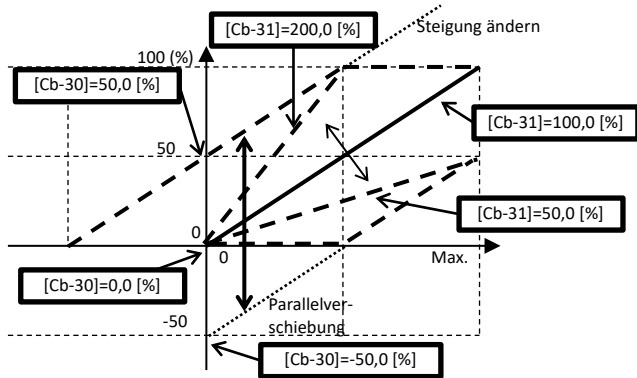 [Cb-31]=200,0 [%]
Steigung ändern
100 (%)
[Cb-30]=50,0 [%]
[Cb-31]=100,0 [%]
50
[Cb-31]=50,0 [%]
0
0
Max.
[Cb-30]=0,0 [%]
Parallelver-
schiebung
-50
[Cb-30]=-50,0 [%]